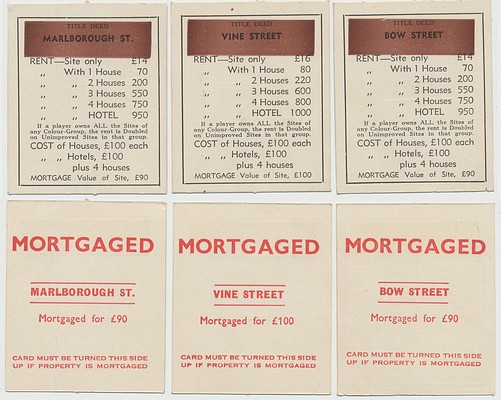 TITLE DEED
MARLBOROUGH ST.
RENT—Site only £14
„ With 1 House 70
„ „ 2 Houses 200
„ „ 3 Houses 550
„ „ 4 Houses 750
„ „ HOTEL 950
If a player owns ALL the Sites of
any Colour-Group, the rent is Doubled
on Unimproved Sites in that group.
COST of Houses, £100 each
„ „ Hotels, £100
plus 4 houses
MORTGAGE Value of Site, £90
TITLE DEED
VINE STREET
RENT—Site only £16
„ With 1 House 80
„ „ 2 Houses 220
„ „ 3 Houses 600
„ „ 4 Houses 800
„ „ HOTEL 1000
If a player owns ALL the Sites of
any Colour-Group, the rent is Doubled
on Unimproved Sites in that group.
COST of Houses, £100 each
„ „ Hotels, £100
plus 4 houses
MORTGAGE Value of Site, £100
TITLE DEED
BOW STREET
RENT—Site only £14
„ With 1 House 70
„ „ 2 Houses 200
„ „ 3 Houses 550
„ „ 4 Houses 750
„ „ HOTEL 950
If a player owns ALL the Sites of
any Colour-Group, the rent is Doubled
on Unimproved Sites in that group.
COST of Houses, £100 each
„ „ Hotels, £100
plus 4 houses
MORTGAGE Value of Site, £90
MORTGAGED
MARLBOROUGH ST.
Mortgaged for £90
CARD MUST BE TURNED THIS SIDE
UP IF PROPERTY IS MORTGAGED
MORTGAGED
VINE STREET
Mortgaged for £100
CARD MUST BE TURNED THIS SIDE
UP IF PROPERTY IS MORTGAGED
MORTGAGED
BOW STREET
Mortgaged for £90
CARD MUST BE TURNED THIS SIDE
UP IF PROPERTY IS MORTGAGED